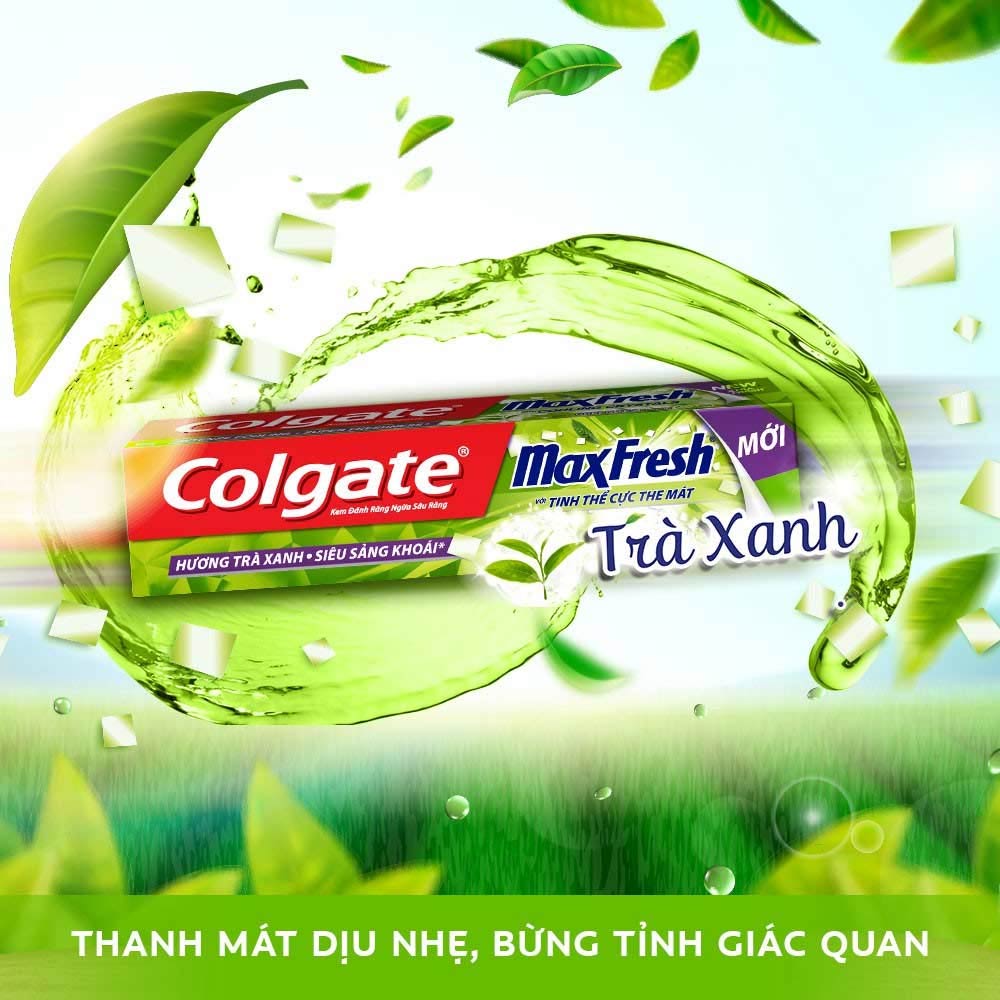 MaxFresh
NEW
Colgate®
Kem Đánh Răng Ngừa Sâu Răng
MaxFresh
VỚI TINH THỂ CỰC THE MÁT
MỚI
Trà Xanh
HƯƠNG TRÀ XANH • SIÊU SẢNG KHOÁI*
THANH MÁT DỊU NHẸ, BỪNG TỈNH GIÁC QUAN